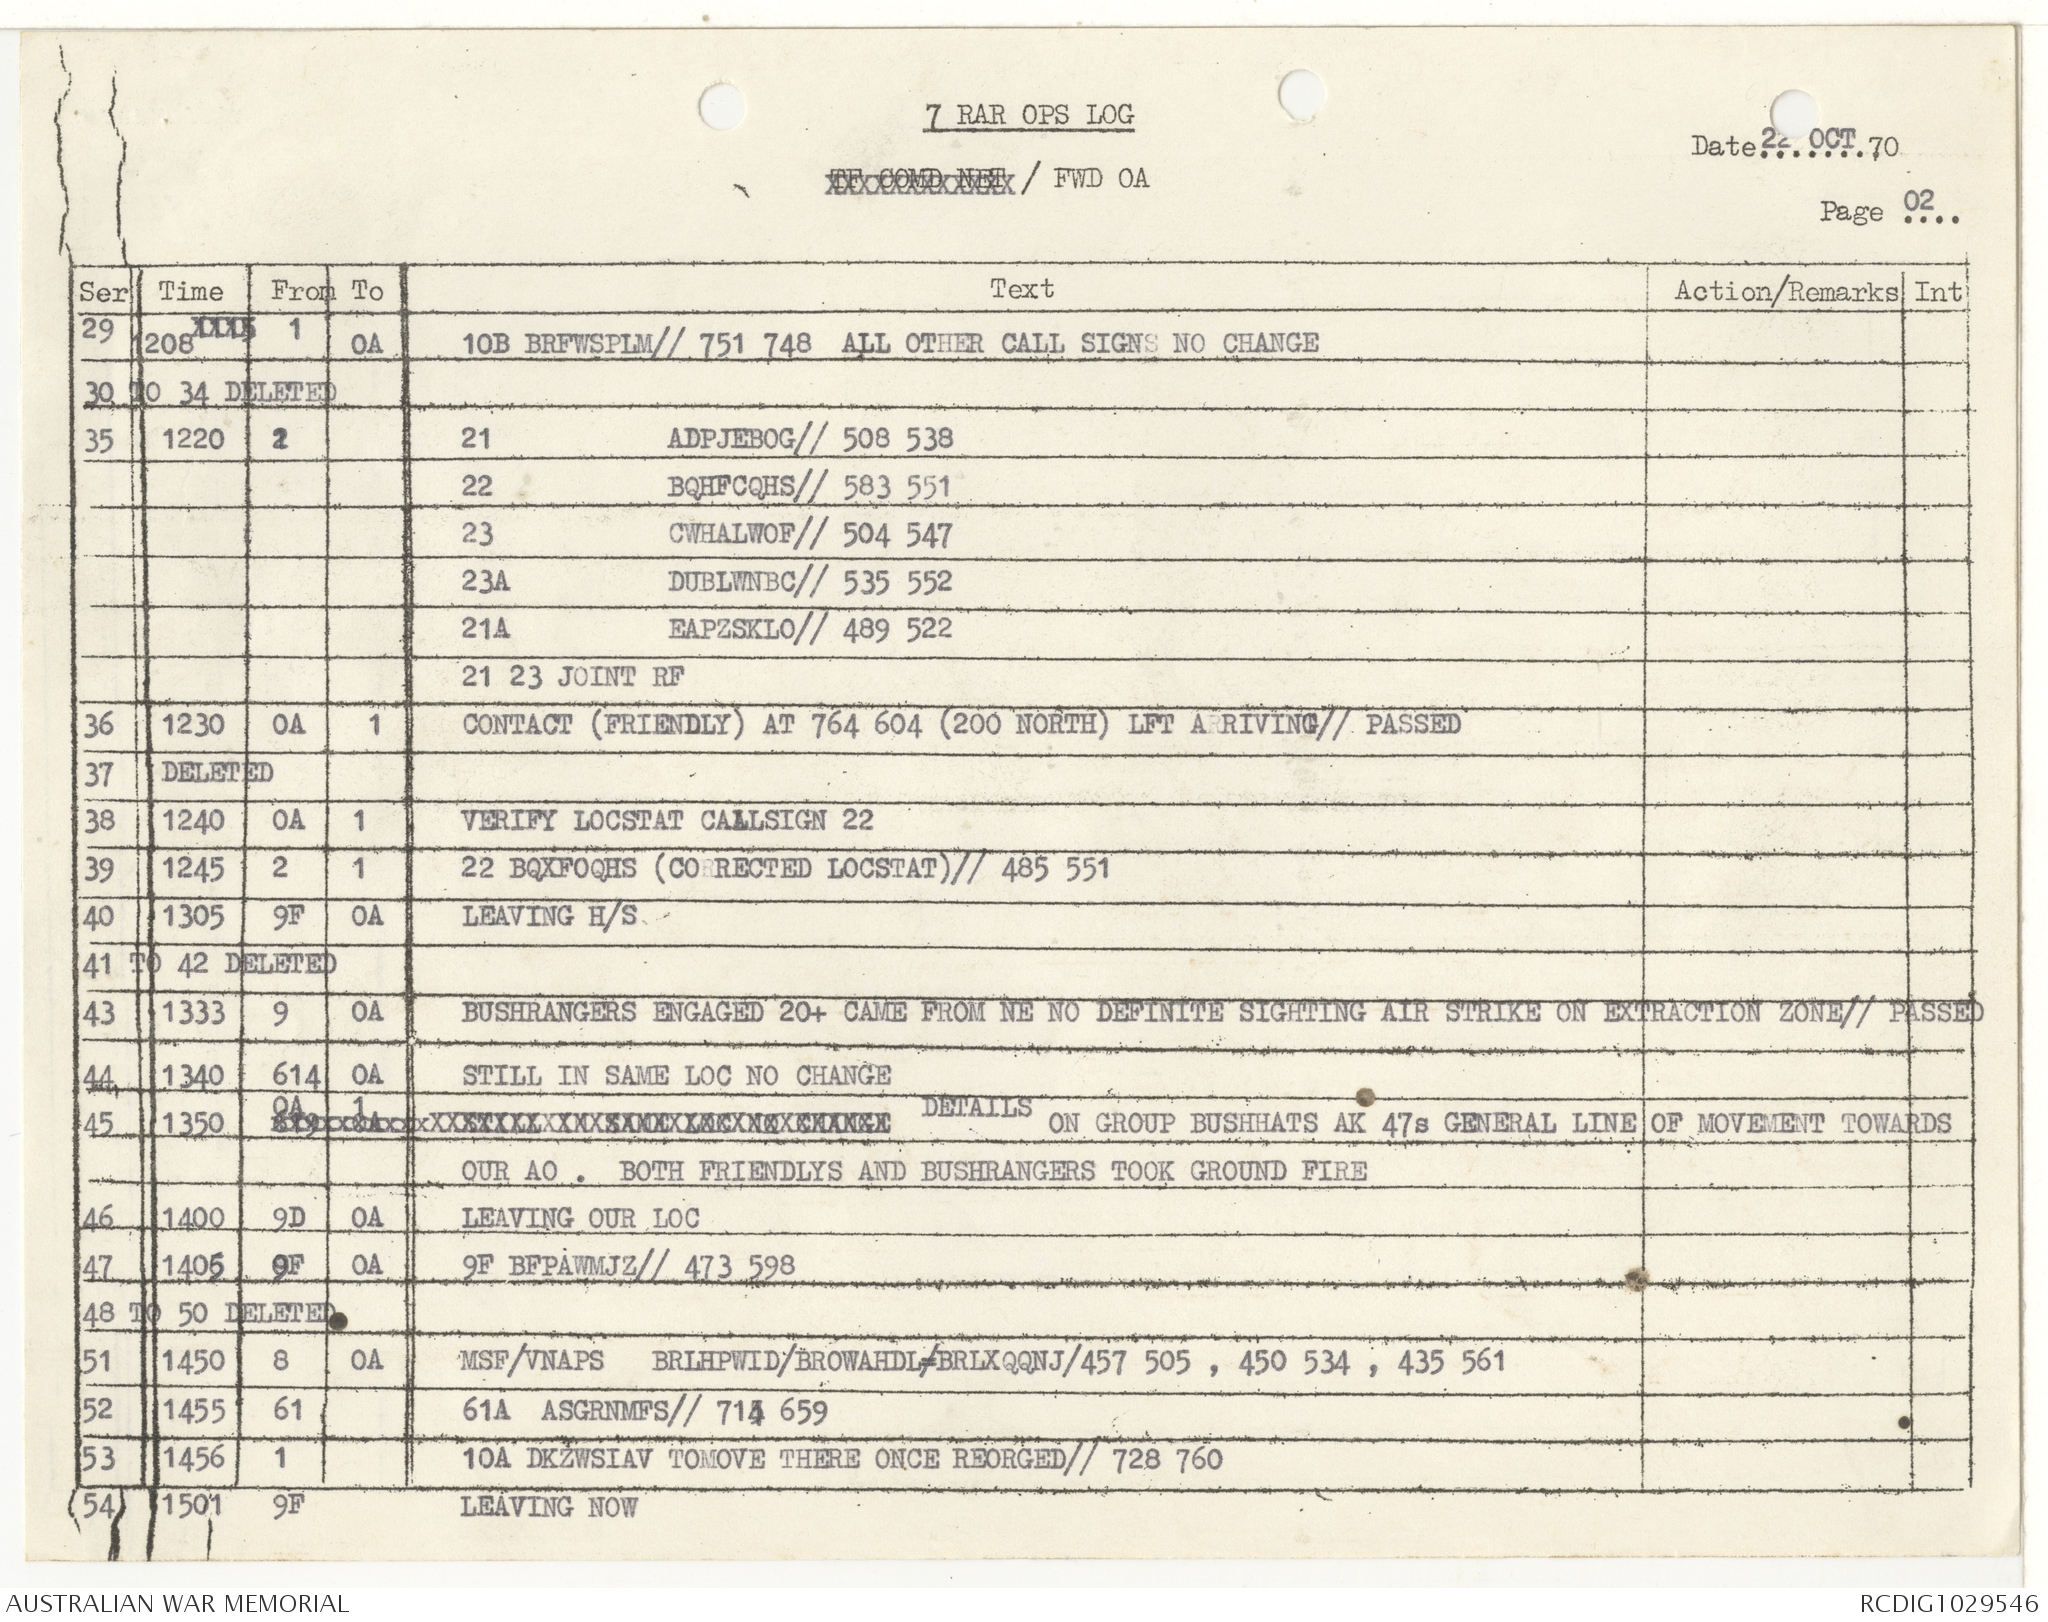 7 RAR OPS LOG
Date 22 OCT 70
TF COMD NET / FWD OA
Page 02
Ser Time From To Text Action/Remarks Int
29 1208 1 OA 10B BRFWSPLM// 751 748 ALL OTHER CALL SIGNS NO CHANGE
30 TO 34 DELETED
35 1220 2 21 ADPJEBOG// 508 538
22 BQHFCQHS// 583 551
23 CWHALWOF// 504 547
23A DUBLWNBC// 535 552
21A EAPZSKLO// 489 522
21 23 JOINT RF
36 1230 OA 1 CONTACT (FRIENDLY) AT 764 604 (200 NORTH) LFT ARRIVING// PASSED
37 DELETED
38 1240 OA 1 VERIFY LOCSTAT CALLSIGN 22
39 1245 2 1 22 BQXFOQHS (CORRECTED LOCSTAT)// 485 551
40 1305 9F OA LEAVING H/S
41 TO 42 DELETED
43 1333 9 OA BUSHRANGERS ENGAGED 20+ CAME FROM NE NO DEFINITE SIGHTING AIR STRIKE ON EXTRACTION ZONE// PASSED
44 1340 614 OA STILL IN SAME LOC NO CHANGE
45 1350 OA 1 DETAILS ON GROUP BUSHHATS AK 47s GENERAL LINE OF MOVEMENT TOWARDS
OUR AO . BOTH FRIENDLYS AND BUSHRANGERS TOOK GROUND FIRE
46 1400 9D OA LEAVING OUR LOC
47 1405 9F OA 9F BFPAWMJZ// 473 598
48 TO 50 DELETED
51 1450 8 OA MSF/VNAPS BRLHPWID/BROWAHDL/BRLXQQNJ/457 505 , 450 534 , 435 561
52 1455 61 61A ASGRNMFS// 714 659
53 1456 1 10A DKZWSIAV TOMOVE THERE ONCE REORGED// 728 760
54 1501 9F LEAVING NOW
AUSTRALIAN WAR MEMORIAL
RCDIG1029546